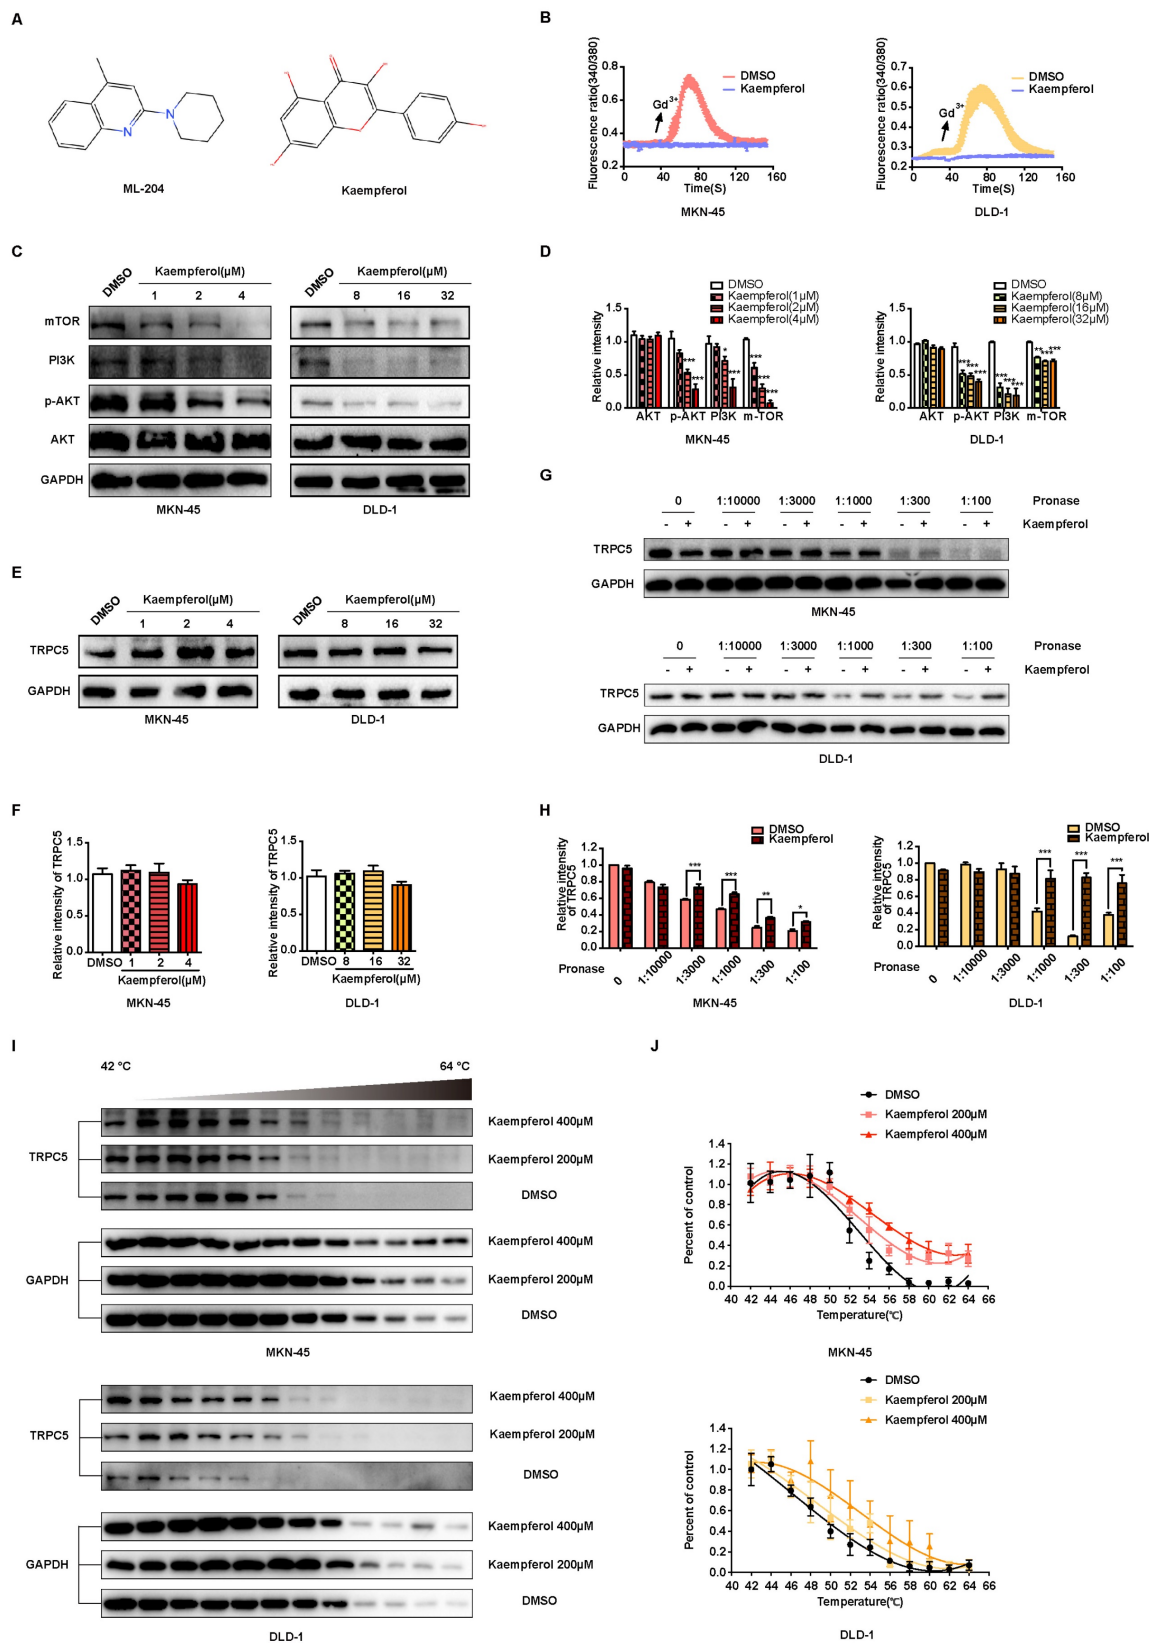 A
ML-204
Kaempferol
B
Fluorescence ratio(340/380)
0.8
0.6
0.4
0.2
Gd3+
DMSO
Kaempferol
0 40 80 120 160
Time(S)
MKN-45
Fluorescence ratio(340/380)
0.7
0.6
0.5
0.4
0.3
0.2
Gd3+
DMSO
Kaempferol
0 40 80 120 160
Time(S)
DLD-1
C
DMSO
Kaempferol(μM)
1 2 4
DMSO
Kaempferol(μM)
8 16 32
mTOR
PI3K
p-AKT
AKT
GAPDH
MKN-45
DLD-1
D
DMSO
Kaempferol(1μM)
Kaempferol(2μM)
Kaempferol(4μM)
Relative intensity
1.5
1.0
0.5
0.0
*** *** * *** *** ***
AKT p-AKT PI3K m-TOR
MKN-45
DMSO
Kaempferol(8μM)
Kaempferol(16μM)
Kaempferol(32μM)
Relative intensity
1.5
1.0
0.5
0.0
*** *** *** *** *** *** ** *** ***
AKT p-AKT PI3K m-TOR
DLD-1
E
DMSO
Kaempferol(μM)
1 2 4
DMSO
Kaempferol(μM)
8 16 32
TRPC5
GAPDH
MKN-45
DLD-1
G
0 1:10000 1:3000 1:1000 1:300 1:100 Pronase
- + - + - + - + - + - + Kaempferol
TRPC5
GAPDH
MKN-45
0 1:10000 1:3000 1:1000 1:300 1:100 Pronase
- + - + - + - + - + - + Kaempferol
TRPC5
GAPDH
DLD-1
F
Relative intensity of TRPC5
1.5
1.0
0.5
0.0
DMSO 1 2 4
Kaempferol(μM)
MKN-45
Relative intensity of TRPC5
1.5
1.0
0.5
0.0
DMSO 8 16 32
Kaempferol(μM)
DLD-1
H
DMSO
Kaempferol
Relative intensity
of TRPC5
1.2
1.0
0.8
0.6
0.4
0.2
0.0
*** *** ** *
Pronase
0 1:10000 1:3000 1:1000 1:300 1:100
MKN-45
DMSO
Kaempferol
Relative intensity
of TRPC5
1.2
1.0
0.8
0.6
0.4
0.2
0.0
*** *** ***
Pronase
0 1:10000 1:3000 1:1000 1:300 1:100
DLD-1
I
42 °C 64 °C
TRPC5
Kaempferol 400μM
Kaempferol 200μM
DMSO
GAPDH
Kaempferol 400μM
Kaempferol 200μM
DMSO
MKN-45
TRPC5
Kaempferol 400μM
Kaempferol 200μM
DMSO
GAPDH
Kaempferol 400μM
Kaempferol 200μM
DMSO
DLD-1
J
DMSO
Kaempferol 200μM
Kaempferol 400μM
Percent of control
1.4
1.2
1.0
0.8
0.6
0.4
0.2
0.0
40 42 44 46 48 50 52 54 56 58 60 62 64 66
Temperature(℃)
MKN-45
DMSO
Kaempferol 200μM
Kaempferol 400μM
Percent of control
1.4
1.2
1.0
0.8
0.6
0.4
0.2
0.0
40 42 44 46 48 50 52 54 56 58 60 62 64 66
Temperature(℃)
DLD-1